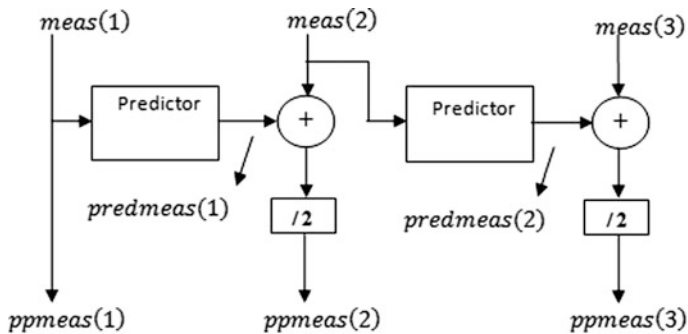 meas(1)
meas(2)
meas(3)
Predictor
+
Predictor
+
predmeas(1)
predmeas(2)
/2
/2
ppmeas(1)
ppmeas(2)
ppmeas(3)